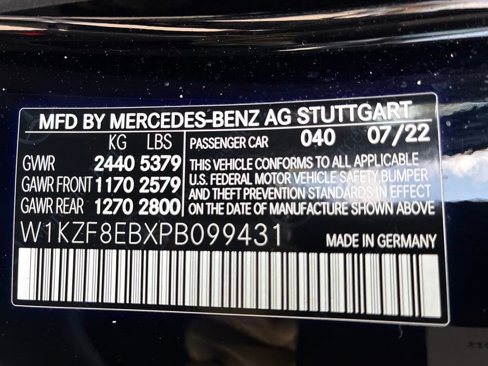 MFD BY MERCEDES-BENZ AG STUTTGART
KG LBS PASSENGER CAR 040 07/22
GVWR 2440 5379 THIS VEHICLE CONFORMS TO ALL APPLICABLE
GAWR FRONT 1170 2579 U.S. FEDERAL MOTOR VEHICLE SAFETY, BUMPER
AND THEFT PREVENTION STANDARDS IN EFFECT
GAWR REAR 1270 2800 ON THE DATE OF MANUFACTURE SHOWN ABOVE
W1KZF8EBXPB099431 MADE IN GERMANY